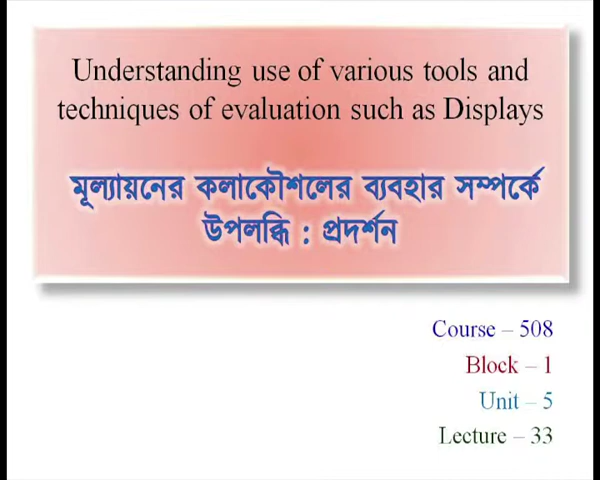 Understanding use of various tools and
techniques of evaluation such as Displays
মূল্যায়নের কলাকৌশলের ব্যবহার সম্পর্কে
উপলব্ধি : প্রদর্শন
Course – 508
Block – 1
Unit – 5
Lecture – 33